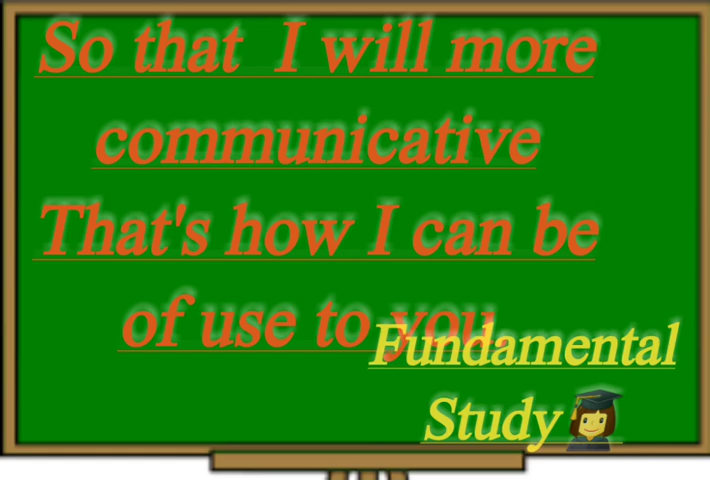 So that I will more
communicative
That's how I can be
of use to you
Fundamental
Study